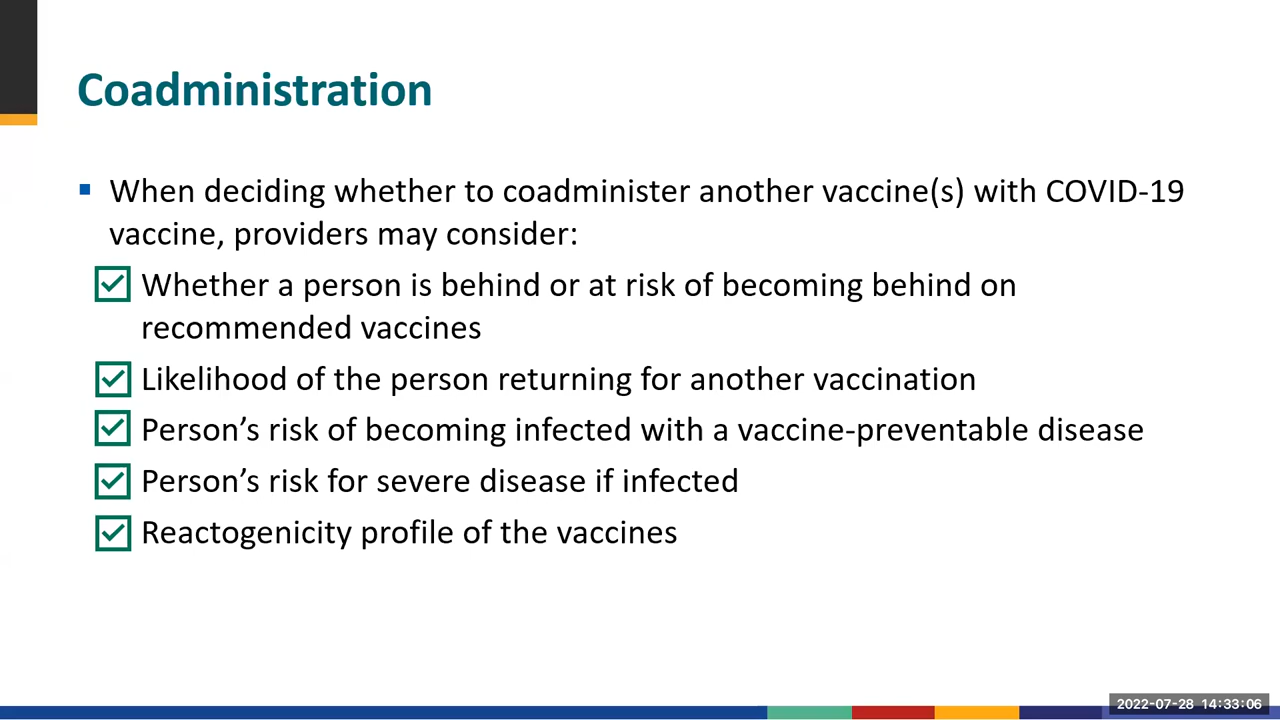 Coadministration
When deciding whether to coadminister another vaccine(s) with COVID-19
vaccine, providers may consider:
Whether a person is behind or at risk of becoming behind on
recommended vaccines
Likelihood of the person returning for another vaccination
Person’s risk of becoming infected with a vaccine-preventable disease
Person’s risk for severe disease if infected
Reactogenicity profile of the vaccines
2022-07-28 14:33:06